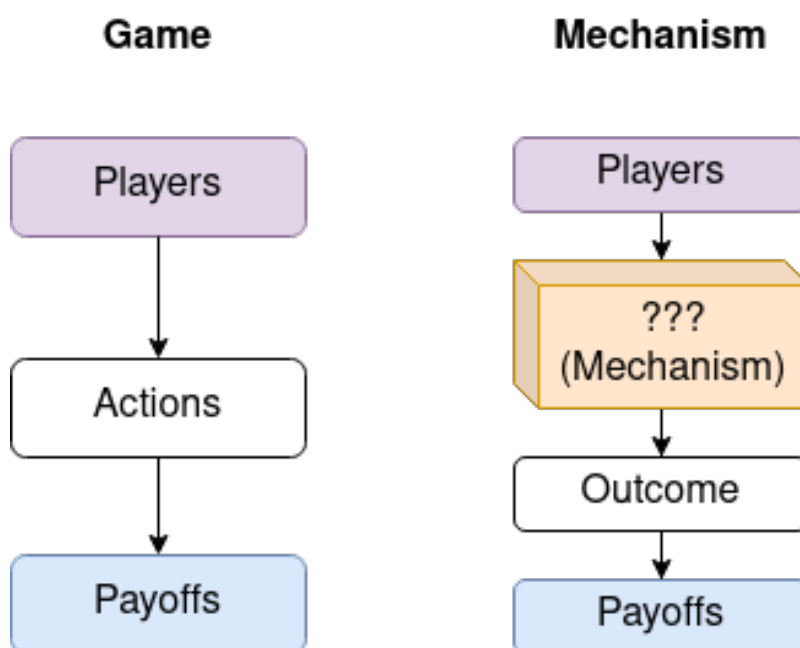 Game
Players
Actions
Payoffs
Mechanism
Players
???
(Mechanism)
Outcome
Payoffs